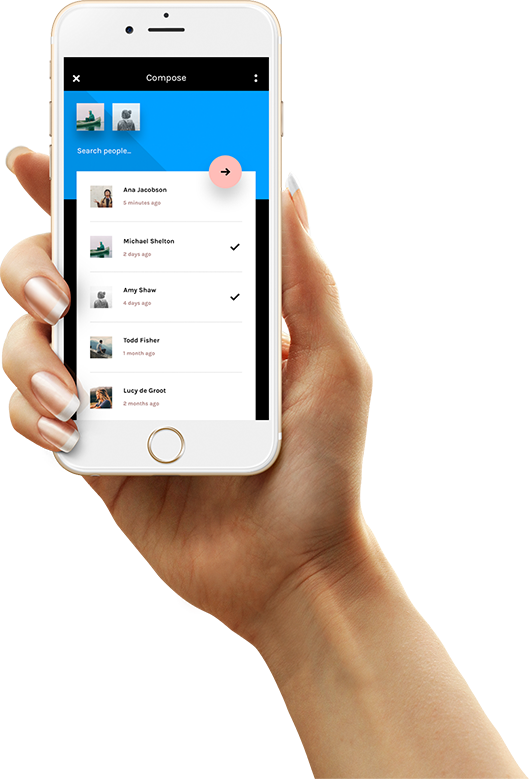 Compose
Search people...
Ana Jacobson
5 minutes ago
Michael Shelton
2 days ago
Amy Shaw
4 days ago
Todd Fisher
1 month ago
Lucy de Groot
2 months ago